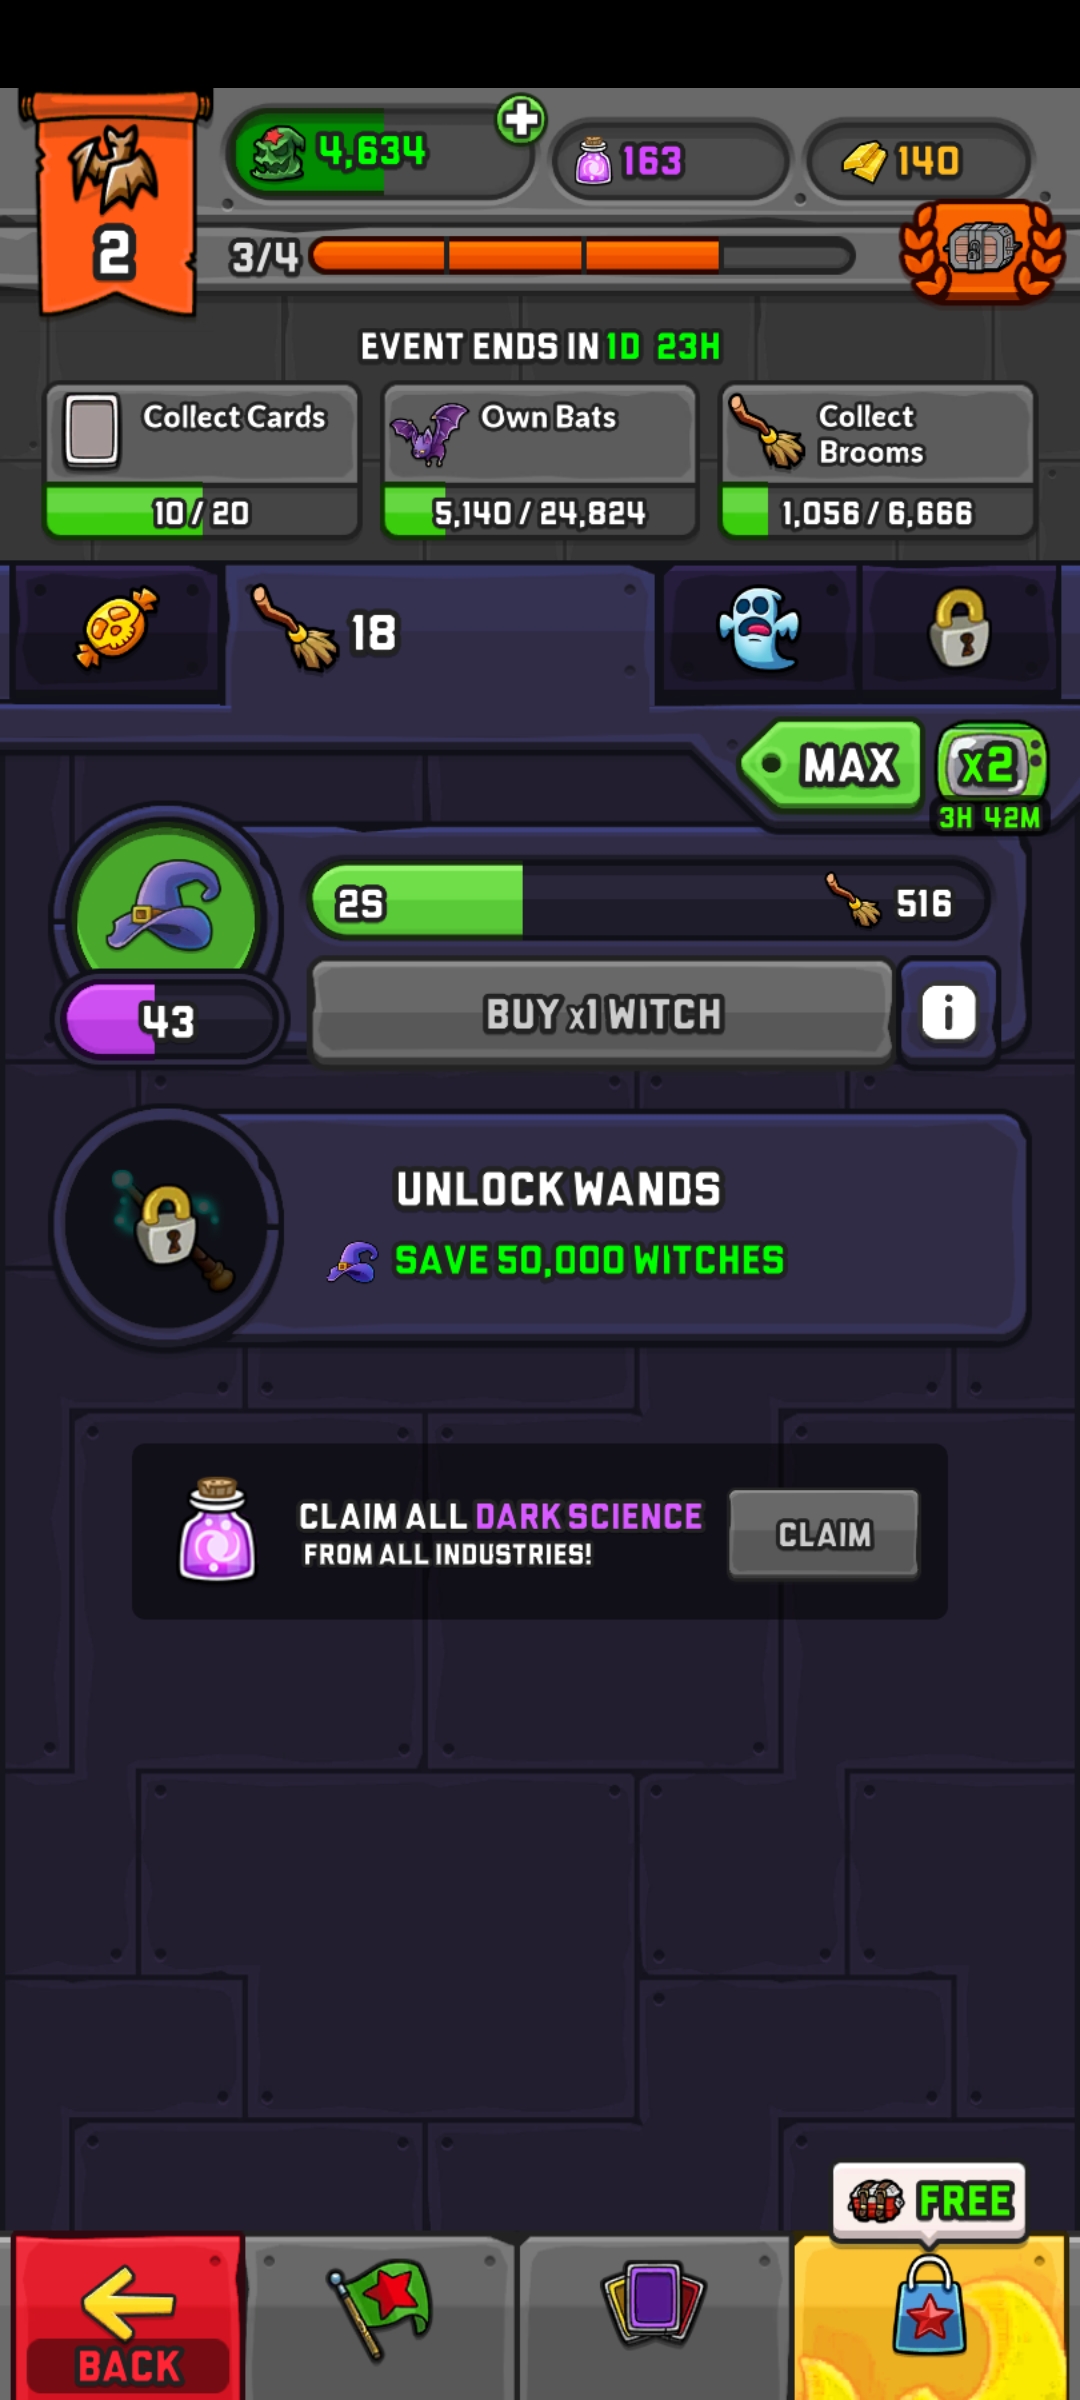 4,634
163
140
2
3/4
EVENT ENDS IN 1D 23H
Collect Cards
10 / 20
Own Bats
5,140 / 24,824
Collect
Brooms
1,056 / 6,666
18
MAX
x2
3H 42M
2S
516
43
BUY x1 WITCH
i
UNLOCK WANDS
SAVE 50,000 WITCHES
CLAIM ALL DARK SCIENCE
FROM ALL INDUSTRIES!
CLAIM
FREE
BACK